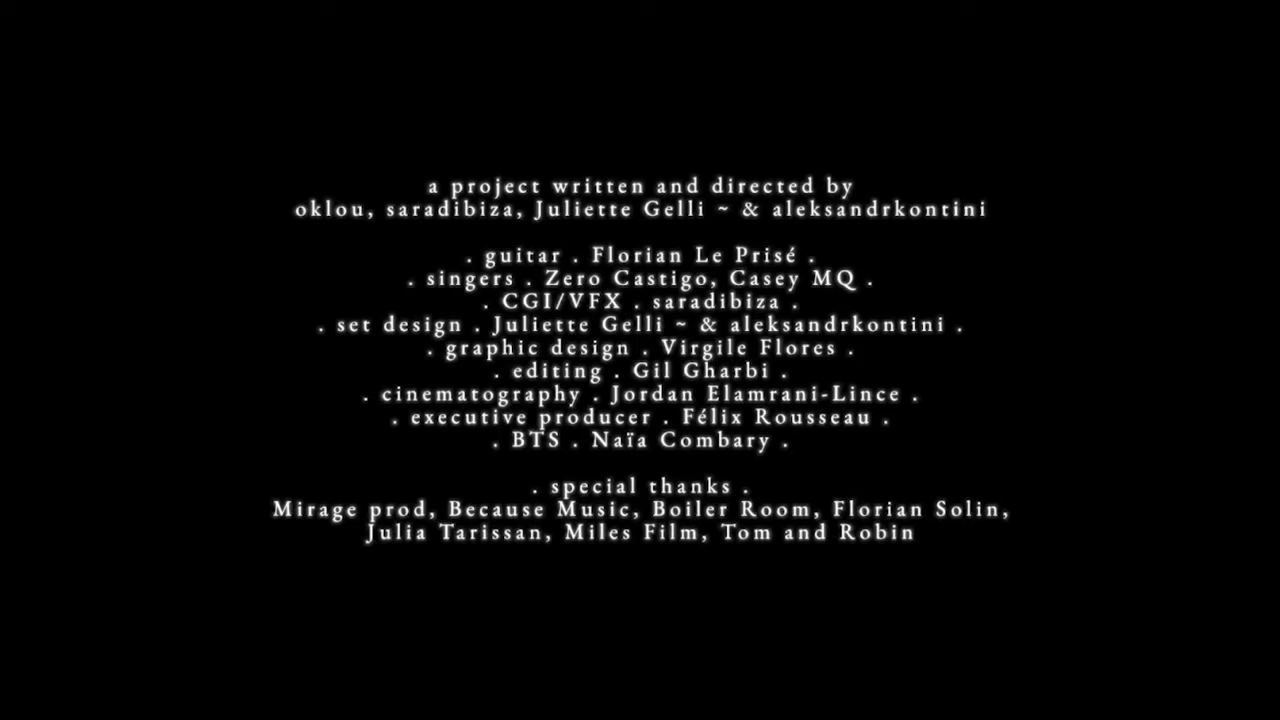 a project written and directed by
oklou, saradibiza, Juliette Gelli ~ & aleksandrkontini
. guitar . Florian Le Prisé .
. singers . Zero Castigo, Casey MQ .
. CGI/VFX . saradibiza .
. set design . Juliette Gelli ~ & aleksandrkontini .
. graphic design . Virgile Flores .
. editing . Gil Gharbi .
. cinematography . Jordan Elamrani-Lince .
. executive producer . Félix Rousseau .
. BTS . Naïa Combary .
. special thanks .
Mirage prod, Because Music, Boiler Room, Florian Solin,
Julia Tarissan, Miles Film, Tom and Robin